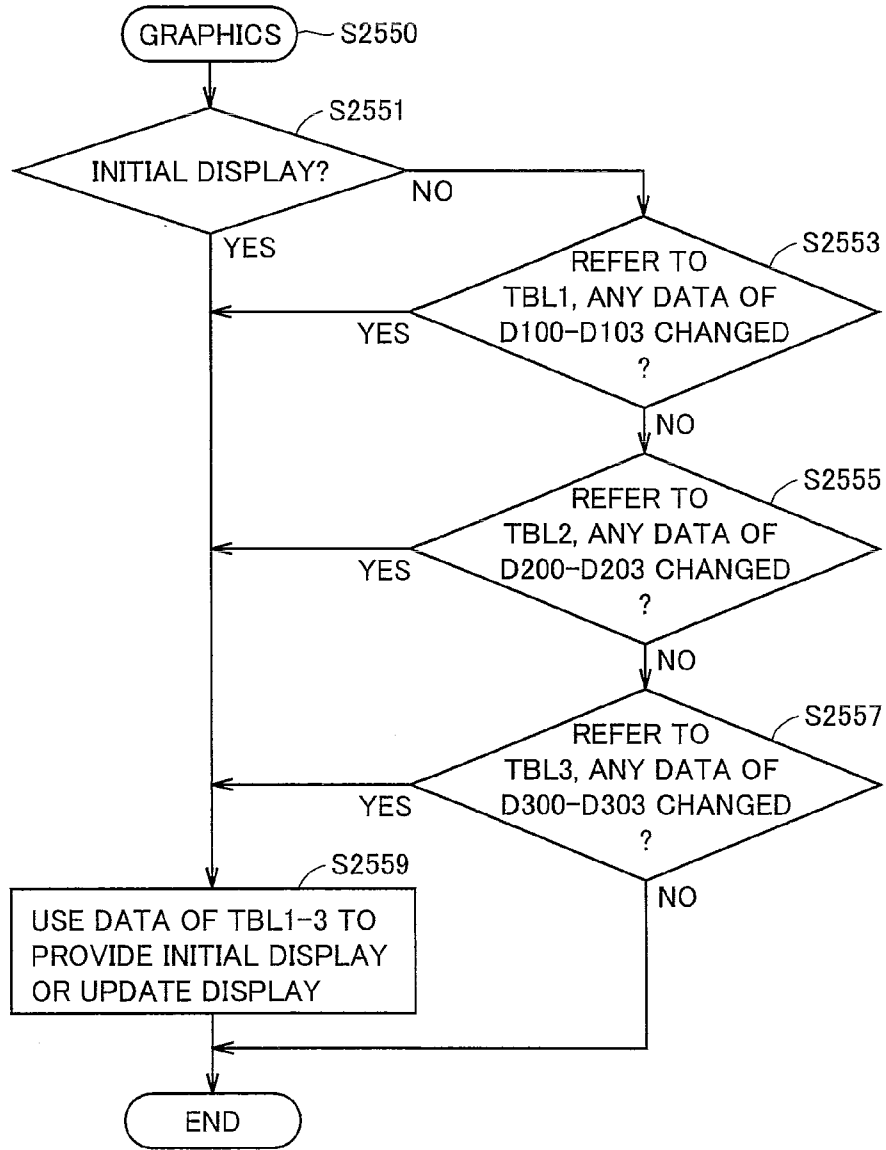 GRAPHICS
S2550
S2551
INITIAL DISPLAY?
NO
YES
S2553
REFER TO
TBL1, ANY DATA OF
D100-D103 CHANGED
?
YES
NO
S2555
REFER TO
TBL2, ANY DATA OF
D200-D203 CHANGED
?
YES
NO
S2557
REFER TO
TBL3, ANY DATA OF
D300-D303 CHANGED
?
YES
NO
S2559
USE DATA OF TBL1-3 TO
PROVIDE INITIAL DISPLAY
OR UPDATE DISPLAY
END